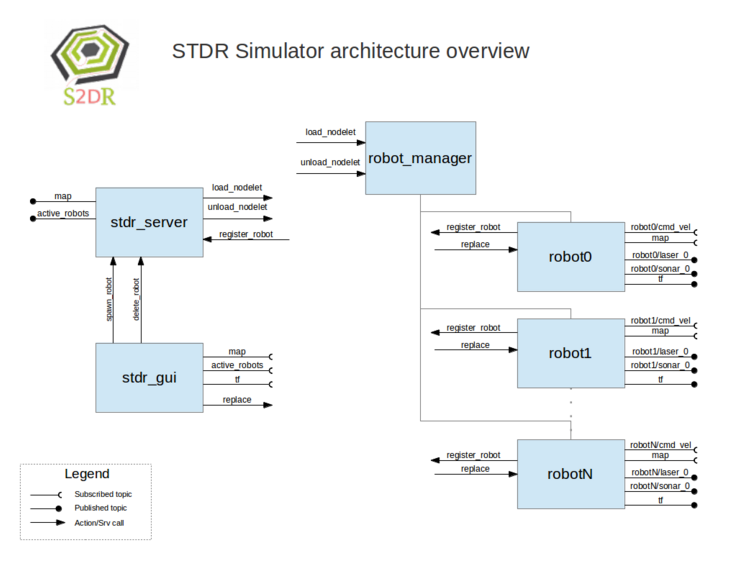 STDR Simulator architecture overview
S2DR
load_nodelet
unload_nodelet
robot_manager
map
active_robots
stdr_server
load_nodelet
unload_nodelet
register_robot
spawn_robot
delete_robot
stdr_gui
map
active_robots
tf
replace
register_robot
replace
robot0
robot0/cmd_vel
map
robot0/laser_0
robot0/sonar_0
tf
register_robot
replace
robot1
robot1/cmd_vel
map
robot1/laser_0
robot1/sonar_0
tf
register_robot
replace
robotN
robotN/cmd_vel
map
robotN/laser_0
robotN/sonar_0
tf
Legend
Subscribed topic
Published topic
Action/Srv call